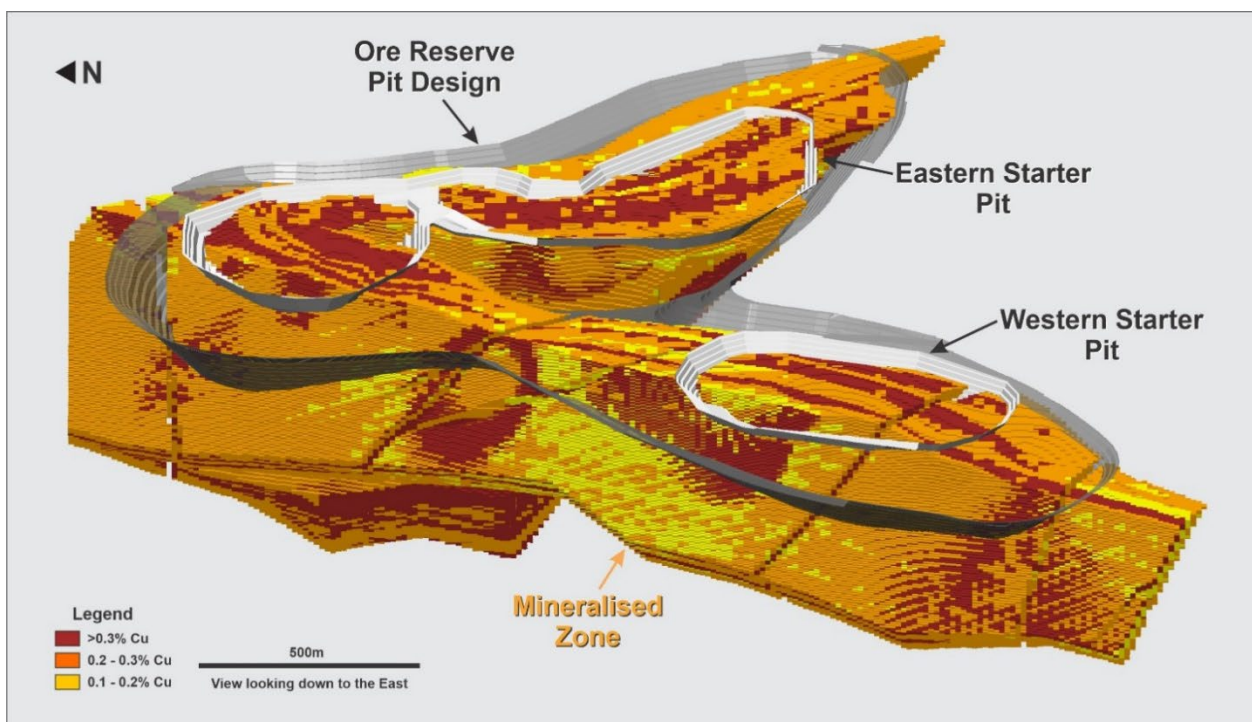 Ore Reserve
Pit Design
N
Eastern Starter
Pit
Western Starter
Pit
Mineralised
Zone
Legend
>0.3% Cu
0.2 - 0.3% Cu
0.1 - 0.2% Cu
500m
View looking down to the East